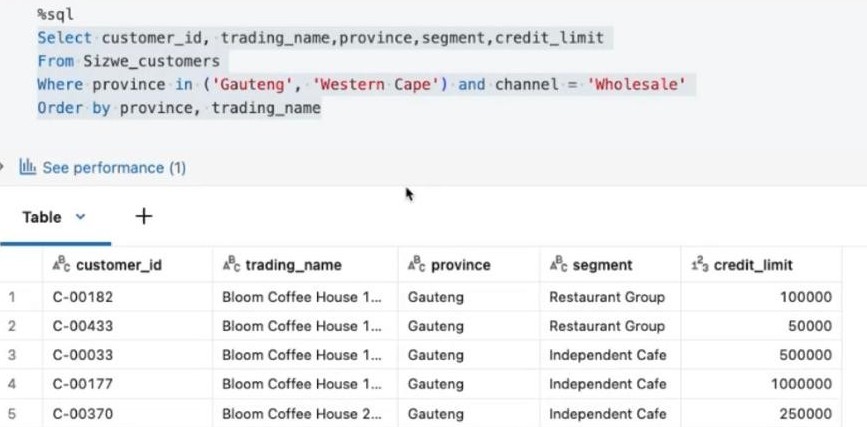 %sql
Select customer_id, trading_name,province,segment,credit_limit
From Sizwe_customers
Where province in ('Gauteng', 'Western Cape') and channel = 'Wholesale'
Order by province, trading_name
See performance (1)
Table
customer_id trading_name province segment credit_limit
1 C-00182 Bloom Coffee House 1... Gauteng Restaurant Group 100000
2 C-00433 Bloom Coffee House 1... Gauteng Restaurant Group 50000
3 C-00033 Bloom Coffee House 1... Gauteng Independent Cafe 500000
4 C-00177 Bloom Coffee House 1... Gauteng Independent Cafe 1000000
5 C-00370 Bloom Coffee House 2... Gauteng Independent Cafe 250000